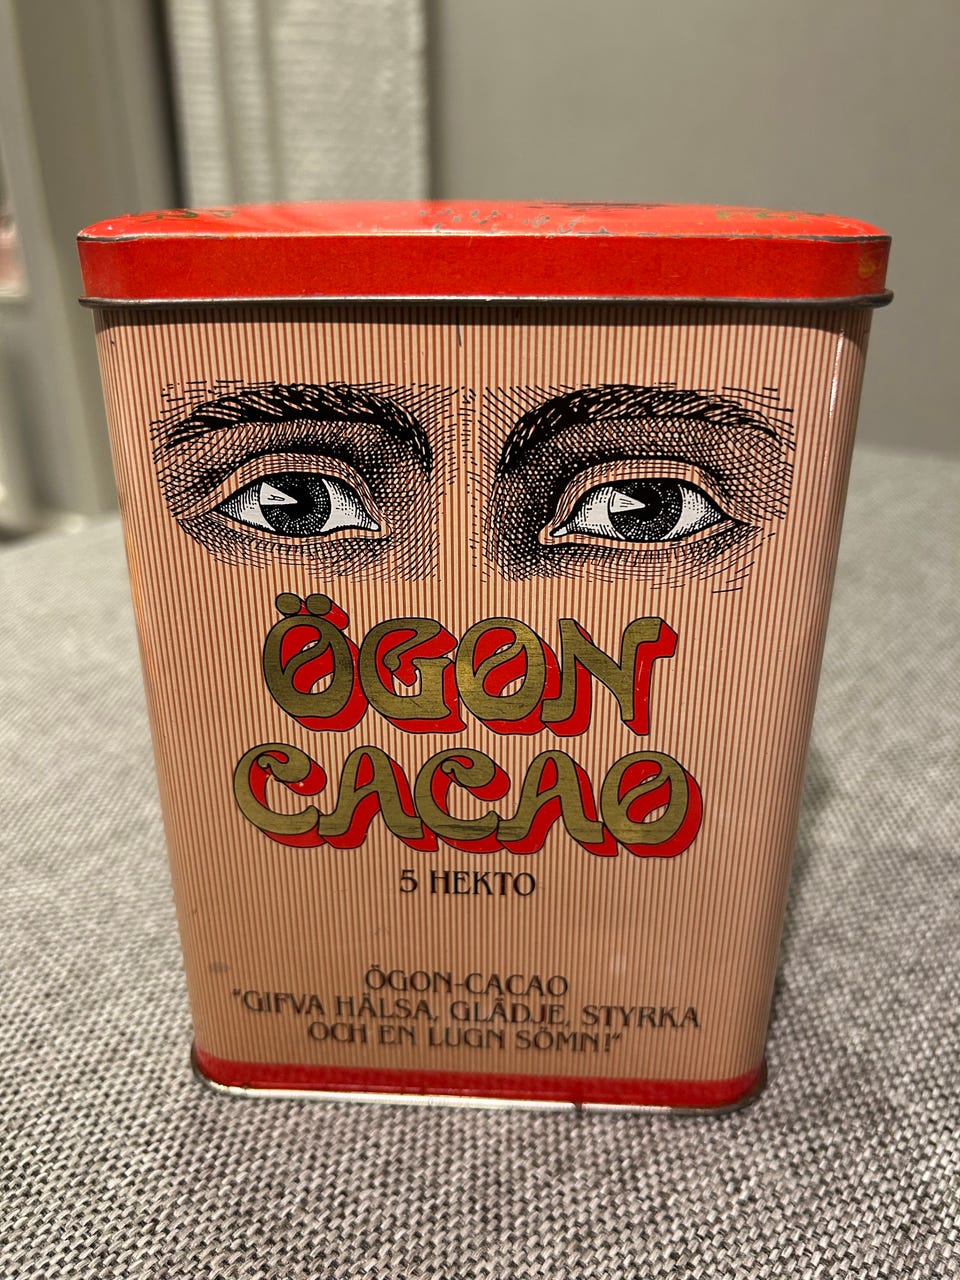 ÖGON
CACAO
5 HEKTO
ÖGON-CACAO
"GIFVA HÄLSA, GLÄDJE, STYRKA
OCH EN LUGN SÖMN!"